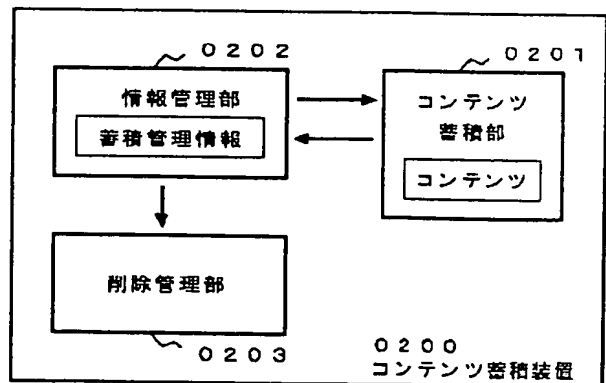 0202
情報管理部
蓄積管理情報
0201
コンテンツ
蓄積部
コンテンツ
削除管理部
0203
0200
コンテンツ蓄積装置